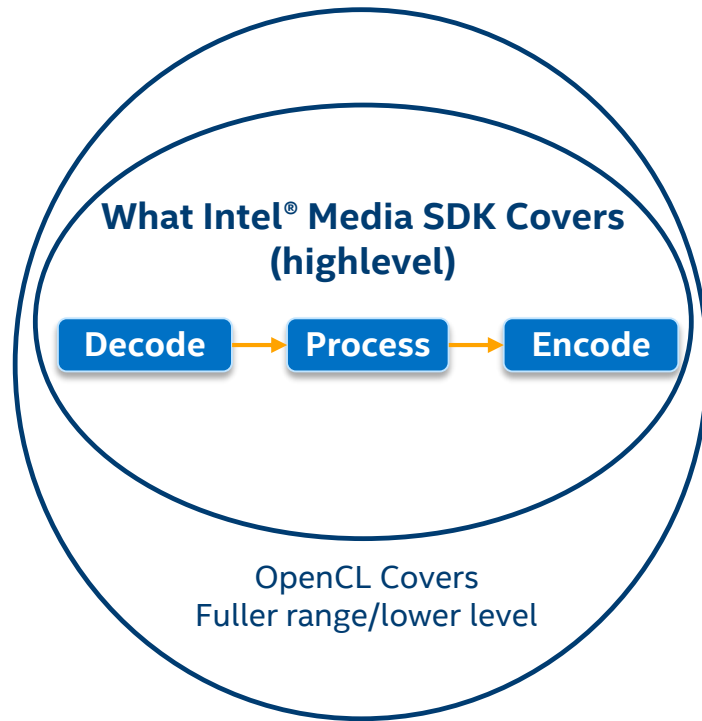 What Intel® Media SDK Covers
(highlevel)
Decode
Process
Encode
OpenCL Covers
Fuller range/lower level